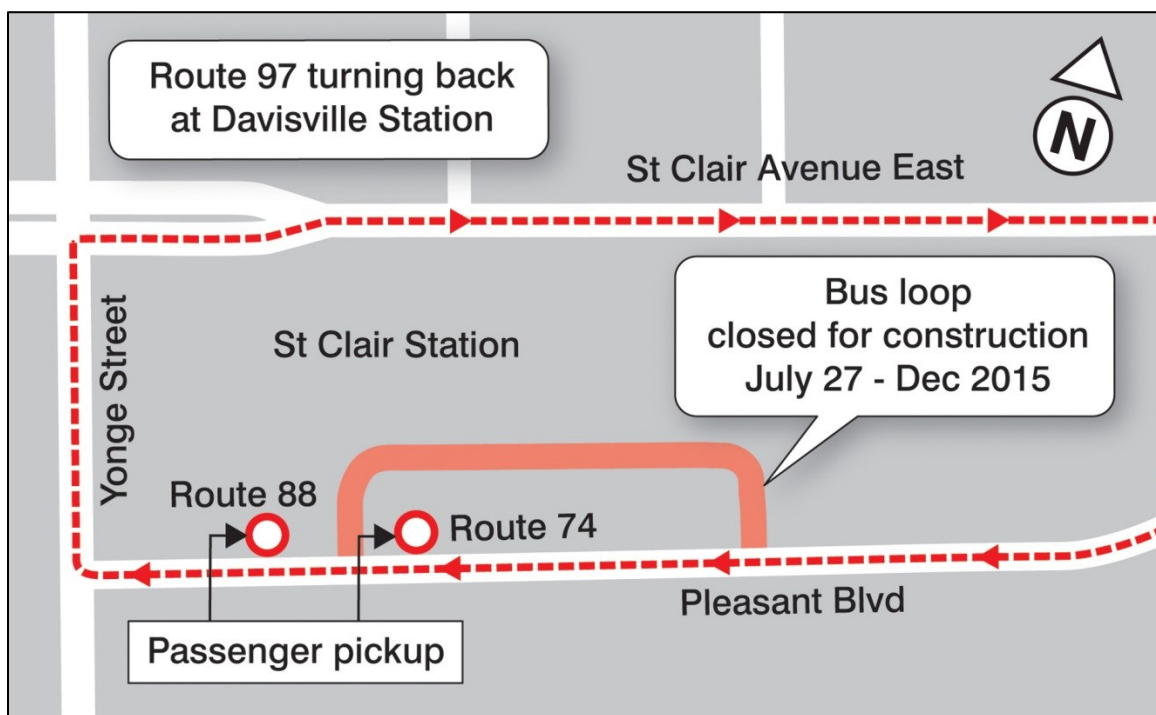 Route 97 turning back
at Davisville Station
N
St Clair Avenue East
Bus loop
closed for construction
July 27 - Dec 2015
St Clair Station
Yonge Street
Route 88
Route 74
Pleasant Blvd
Passenger pickup